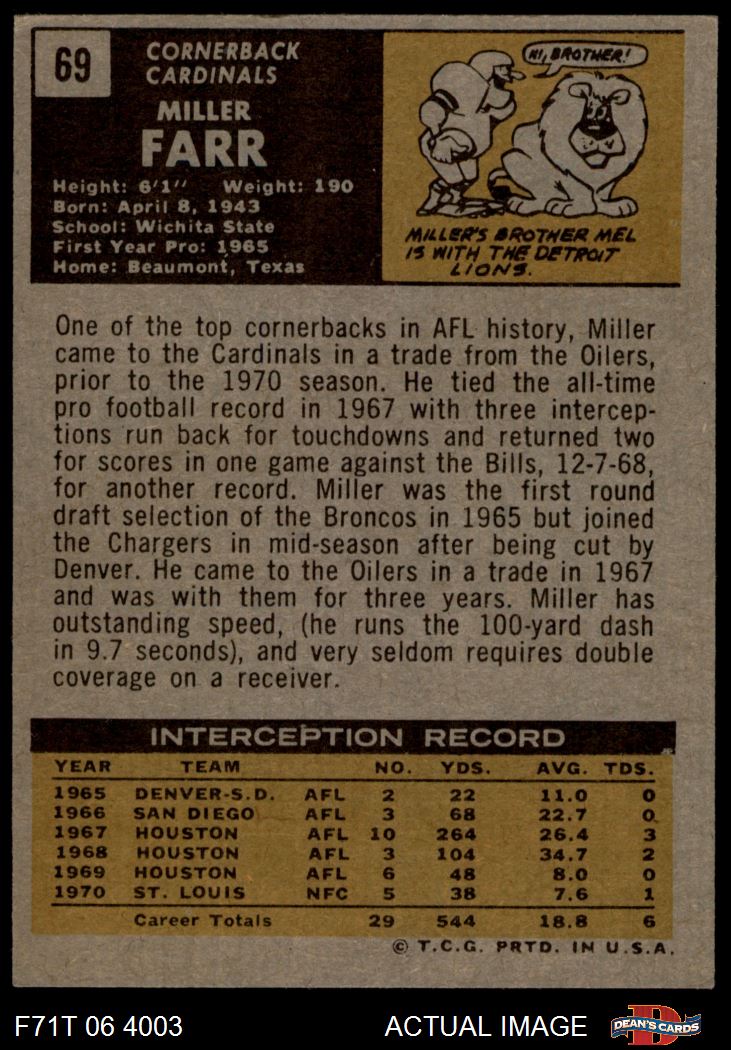 69
CORNERBACK
CARDINALS
MILLER
FARR
Height: 6'1" Weight: 190
Born: April 8, 1943
School: Wichita State
First Year Pro: 1965
Home: Beaumont, Texas
HI, BROTHER!
MILLER'S BROTHER MEL
IS WITH THE DETROIT
LIONS.
One of the top cornerbacks in AFL history, Miller
came to the Cardinals in a trade from the Oilers,
prior to the 1970 season. He tied the all-time
pro football record in 1967 with three intercep-
tions run back for touchdowns and returned two
for scores in one game against the Bills, 12-7-68,
for another record. Miller was the first round
draft selection of the Broncos in 1965 but joined
the Chargers in mid-season after being cut by
Denver. He came to the Oilers in a trade in 1967
and was with them for three years. Miller has
outstanding speed, (he runs the 100-yard dash
in 9.7 seconds), and very seldom requires double
coverage on a receiver.
INTERCEPTION RECORD
YEAR TEAM NO. YDS. AVG. TDS.
1965 DENVER-S.D. AFL 2 22 11.0 0
1966 SAN DIEGO AFL 3 68 22.7 0
1967 HOUSTON AFL 10 264 26.4 3
1968 HOUSTON AFL 3 104 34.7 2
1969 HOUSTON AFL 6 48 8.0 0
1970 ST. LOUIS NFC 5 38 7.6 1
Career Totals 29 544 18.8 6
© T.C.G. PRTD. IN U.S.A.
F71T 06 4003 ACTUAL IMAGE D DEAN'S CARDS